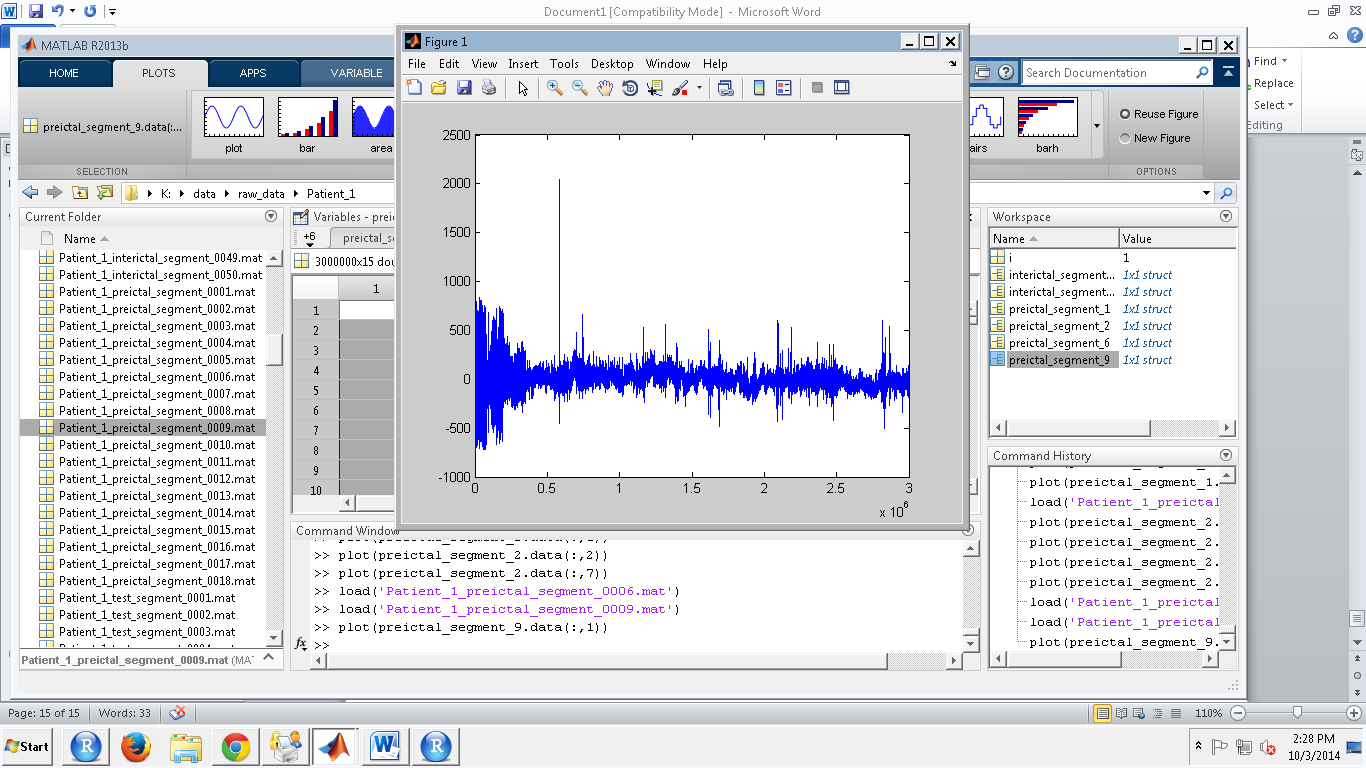 Document1 [Compatibility Mode] - Microsoft Word
MATLAB R2013b
HOME PLOTS APPS VARIABLE
Search Documentation
Find
Replace
Select
Editing
preictal_segment_9.data(:...
plot bar area
barh
Reuse Figure
New Figure
SELECTION
OPTIONS
K: data raw_data Patient_1
Figure 1
File Edit View Insert Tools Desktop Window Help
2500
2000
1500
1000
500
0
-500
-1000
0 0.5 1 1.5 2 2.5 3
x 10^6
Current Folder
Name
Patient_1_interictal_segment_0049.mat
Patient_1_interictal_segment_0050.mat
Patient_1_preictal_segment_0001.mat
Patient_1_preictal_segment_0002.mat
Patient_1_preictal_segment_0003.mat
Patient_1_preictal_segment_0004.mat
Patient_1_preictal_segment_0005.mat
Patient_1_preictal_segment_0006.mat
Patient_1_preictal_segment_0007.mat
Patient_1_preictal_segment_0008.mat
Patient_1_preictal_segment_0009.mat
Patient_1_preictal_segment_0010.mat
Patient_1_preictal_segment_0011.mat
Patient_1_preictal_segment_0012.mat
Patient_1_preictal_segment_0013.mat
Patient_1_preictal_segment_0014.mat
Patient_1_preictal_segment_0015.mat
Patient_1_preictal_segment_0016.mat
Patient_1_preictal_segment_0017.mat
Patient_1_preictal_segment_0018.mat
Patient_1_test_segment_0001.mat
Patient_1_test_segment_0002.mat
Patient_1_test_segment_0003.mat
Patient_1_preictal_segment_0009.mat (MA
Variables - prei
+6 preictal_s
3000000x15 dou
1
1
2
3
4
5
6
7
8
9
10
Command Window
>> plot(preictal_segment_2.data(:,2))
>> plot(preictal_segment_2.data(:,7))
>> load('Patient_1_preictal_segment_0006.mat')
>> load('Patient_1_preictal_segment_0009.mat')
>> plot(preictal_segment_9.data(:,1))
fx >>
Workspace
Name Value
i 1
interictal_segment... 1x1 struct
interictal_segment... 1x1 struct
preictal_segment_1 1x1 struct
preictal_segment_2 1x1 struct
preictal_segment_6 1x1 struct
preictal_segment_9 1x1 struct
Command History
plot(preictal_segment_1.
load('Patient_1_preictal
plot(preictal_segment_2.
plot(preictal_segment_2.
plot(preictal_segment_2.
plot(preictal_segment_2.
load('Patient_1_preictal
load('Patient_1_preictal
plot(preictal_segment_9.
Page: 15 of 15 Words: 33
110%
Start
2:28 PM
10/3/2014